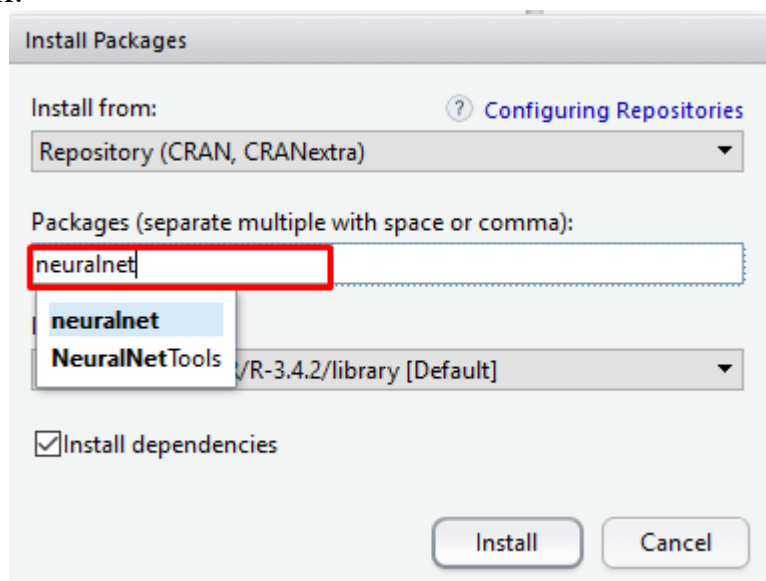 Install Packages
Install from:
? Configuring Repositories
Repository (CRAN, CRANextra)
Packages (separate multiple with space or comma):
neuralnet
neuralnet
NeuralNetTools
/R-3.4.2/library [Default]
Install dependencies
Install
Cancel